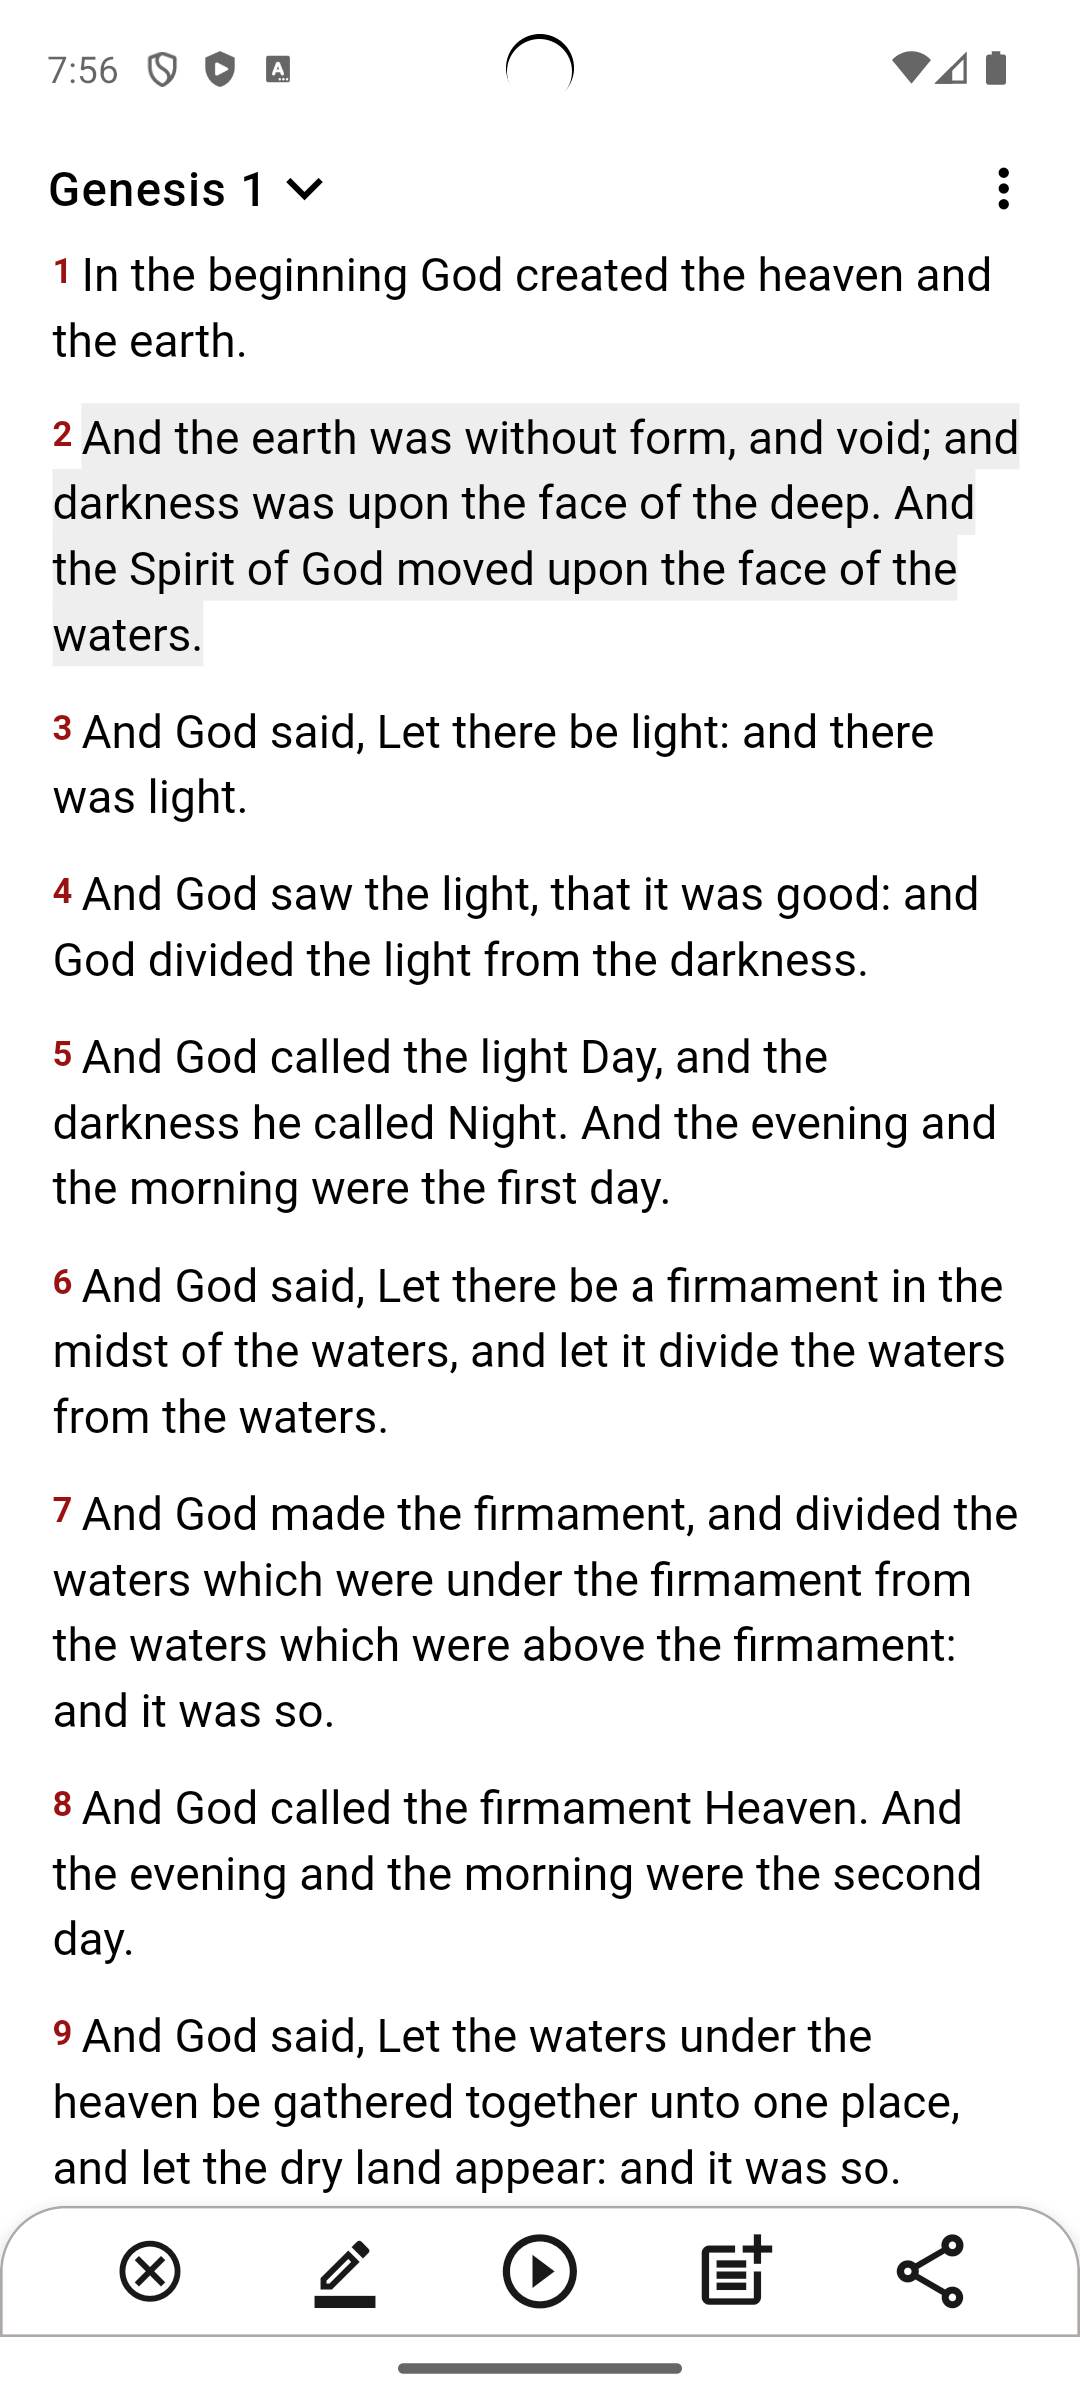 7:56
Genesis 1
1 In the beginning God created the heaven and
the earth.
2 And the earth was without form, and void; and
darkness was upon the face of the deep. And
the Spirit of God moved upon the face of the
waters.
3 And God said, Let there be light: and there
was light.
4 And God saw the light, that it was good: and
God divided the light from the darkness.
5 And God called the light Day, and the
darkness he called Night. And the evening and
the morning were the first day.
6 And God said, Let there be a firmament in the
midst of the waters, and let it divide the waters
from the waters.
7 And God made the firmament, and divided the
waters which were under the firmament from
the waters which were above the firmament:
and it was so.
8 And God called the firmament Heaven. And
the evening and the morning were the second
day.
9 And God said, Let the waters under the
heaven be gathered together unto one place,
and let the dry land appear: and it was so.